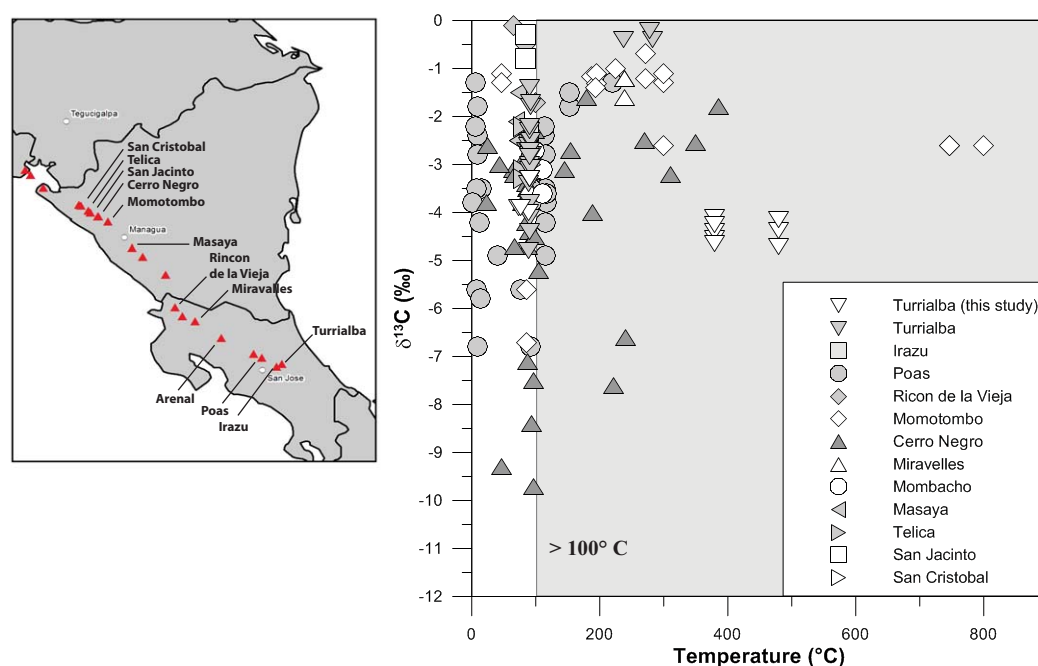 Tegucigalpa
San Cristobal
Telica
San Jacinto
Cerro Negro
Momotombo
Managua
Masaya
Rincon
de la Vieja
Miravalles
Turrialba
San Jose
Arenal
Poas
Irazu
0
-1
-2
-3
-4
-5
-6
-7
-8
-9
-10
-11
-12
δ13C (‰)
> 100° C
Turrialba (this study)
Turrialba
Irazu
Poas
Ricon de la Vieja
Momotombo
Cerro Negro
Miravelles
Mombacho
Masaya
Telica
San Jacinto
San Cristobal
0 200 400 600 800
Temperature (°C)